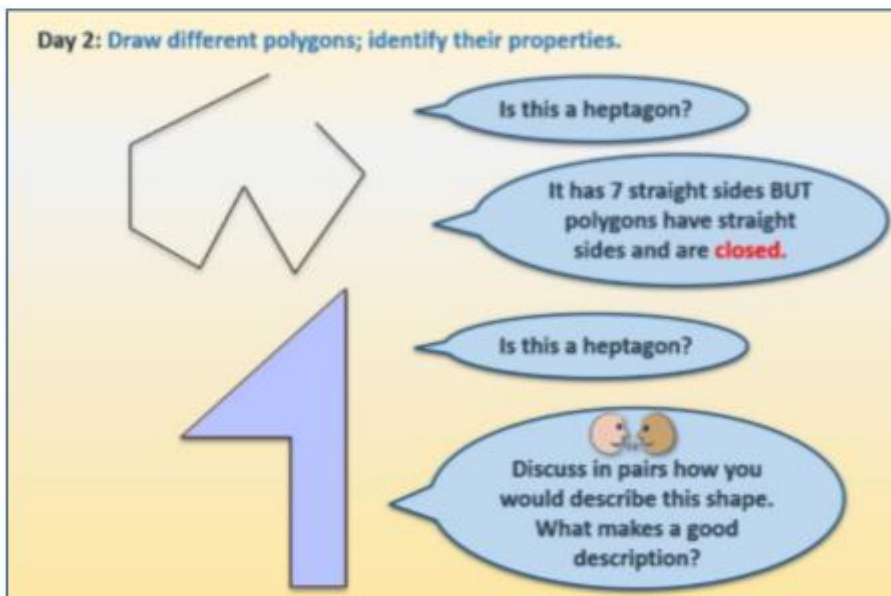 Day 2: Draw different polygons; identify their properties.
Is this a heptagon?
It has 7 straight sides BUT
polygons have straight
sides and are closed.
Is this a heptagon?
Discuss in pairs how you
would describe this shape.
What makes a good
description?